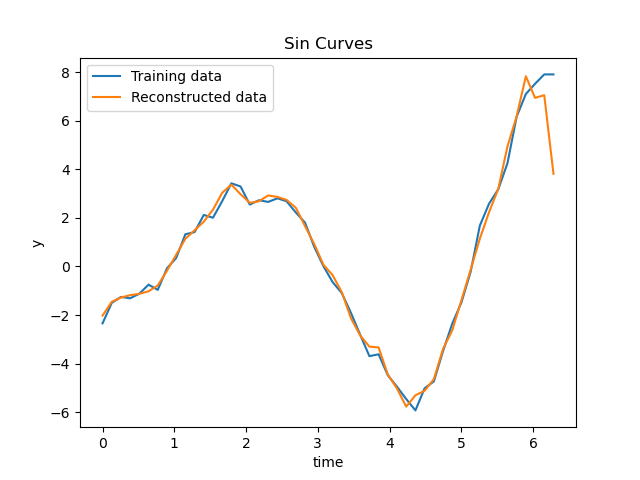 Sin Curves
Training data
Reconstructed data
8
6
4
2
0
−2
−4
−6
y
0 1 2 3 4 5 6
time